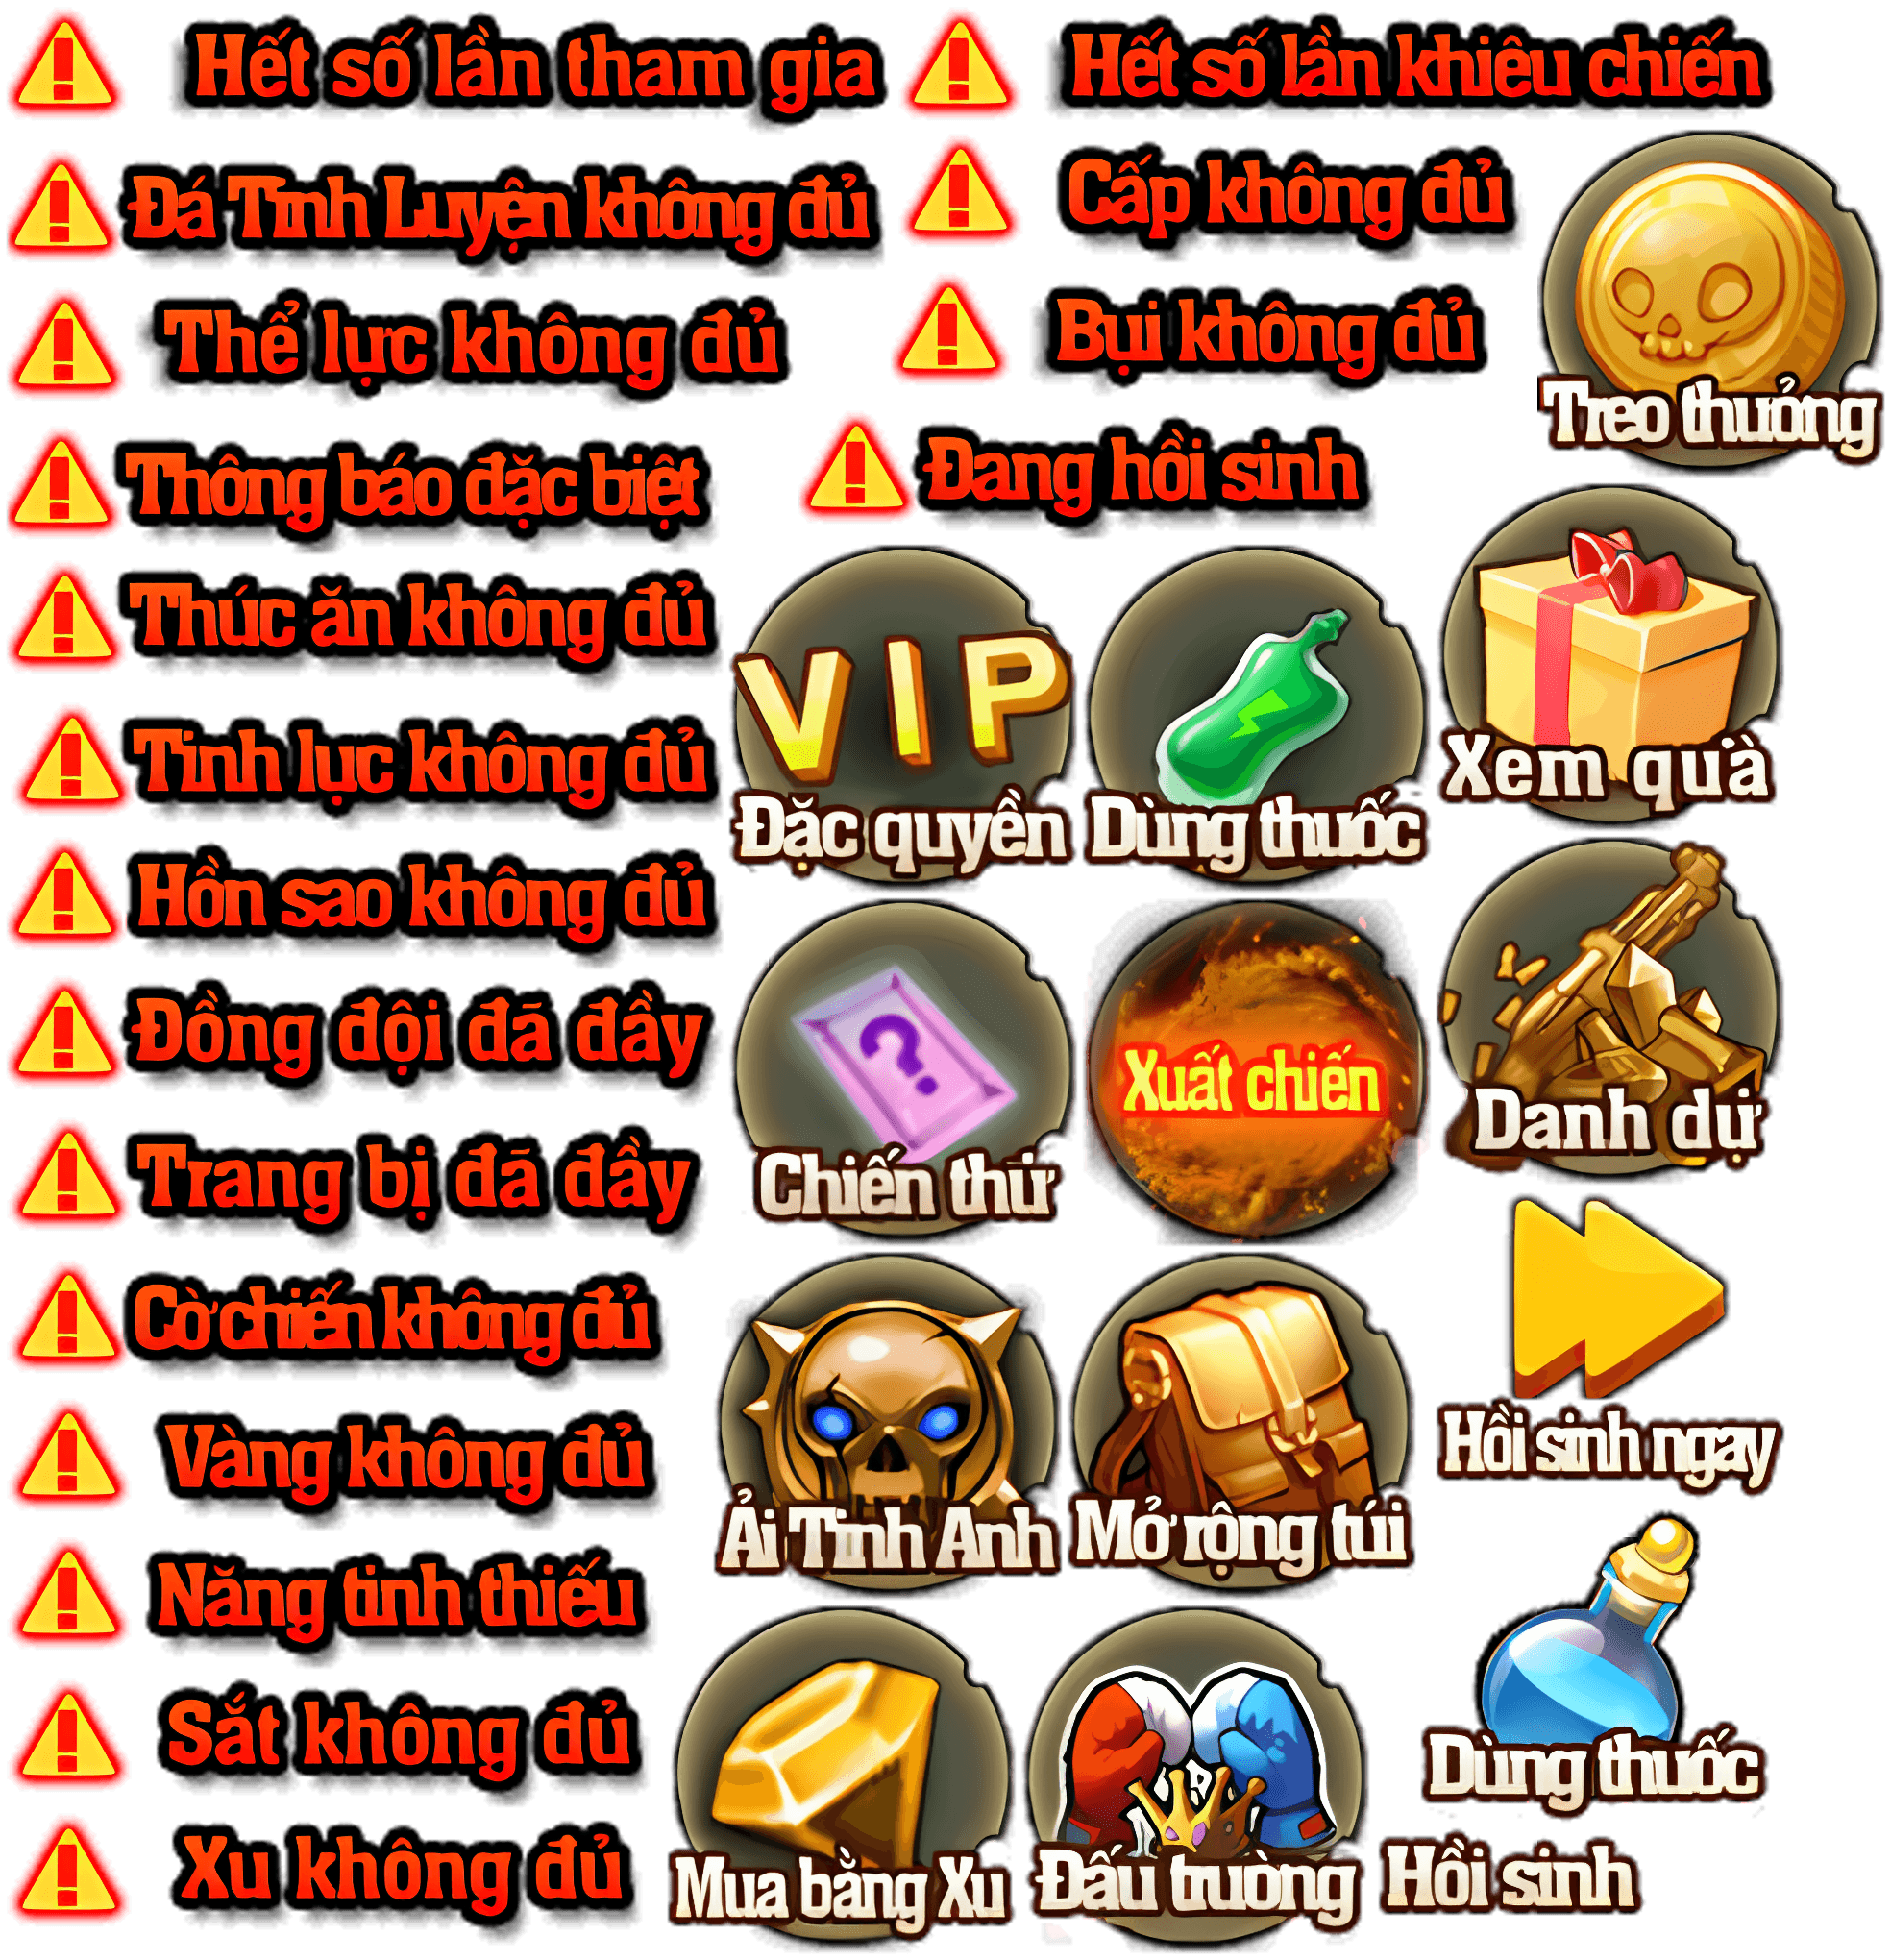 Hết số lần tham gia
Hết số lần khiêu chiến
Đá Tinh Luyện không đủ
Cấp không đủ
Thể lực không đủ
Bụi không đủ
Treo thưởng
Thông báo đặc biệt
Đang hồi sinh
Thúc ăn không đủ
Tinh lục không đủ
VIP
Đặc quyền
Dùng thuốc
Xem quà
Hồn sao không đủ
Đồng đội đã đầy
Xuất chiến
Danh dự
Trang bị đã đầy
Chiến thử
Cờ chiến không đủ
Vàng không đủ
Hồi sinh ngay
Ải Tinh Anh
Mở rộng túi
Năng tinh thiếu
Sắt không đủ
Dùng thuốc
Xu không đủ
Mua bằng Xu
Đấu trường
Hồi sinh